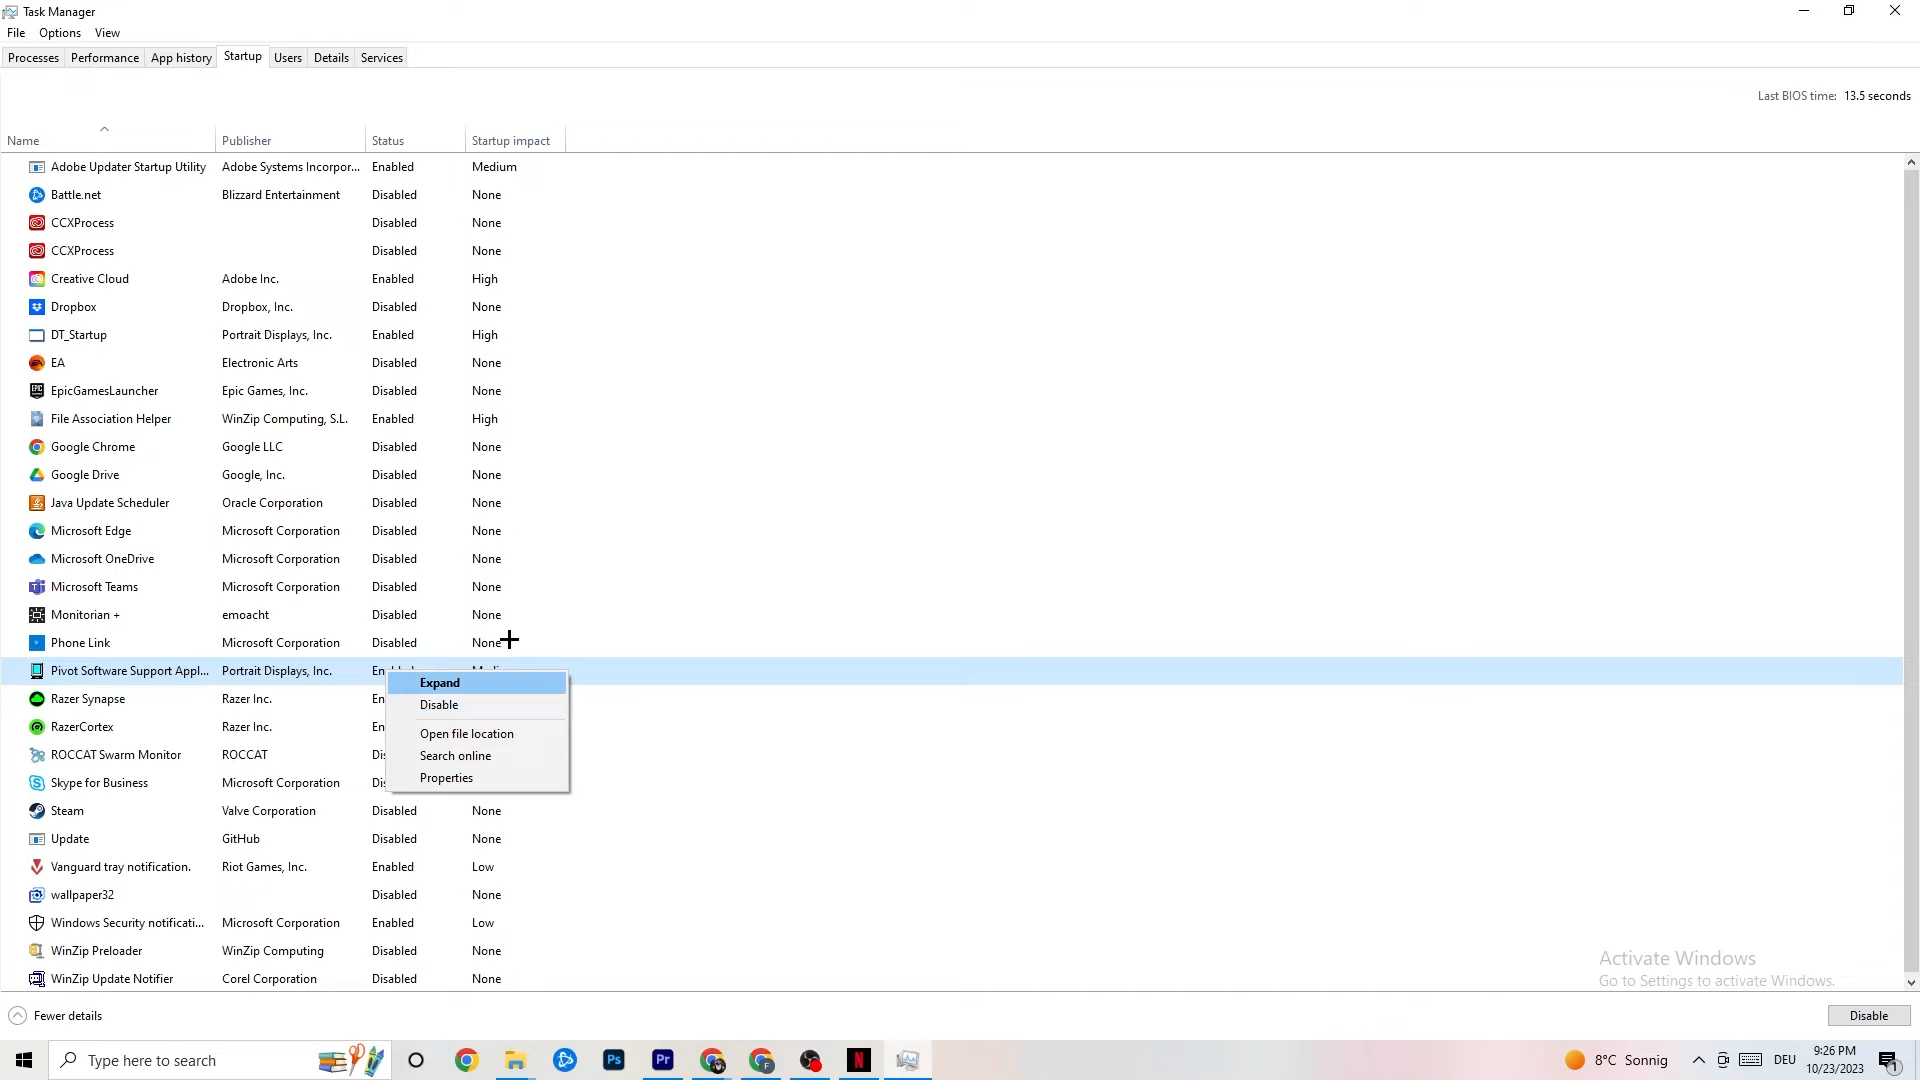 Task Manager
File Options View
Processes Performance App history Startup Users Details Services
Last BIOS time: 13.5 seconds
Name Publisher Status Startup impact
Adobe Updater Startup Utility Adobe Systems Incorpor... Enabled Medium
Battle.net Blizzard Entertainment Disabled None
CCXProcess Disabled None
CCXProcess Disabled None
Creative Cloud Adobe Inc. Enabled High
Dropbox Dropbox, Inc. Disabled None
DT_Startup Portrait Displays, Inc. Enabled High
EA Electronic Arts Disabled None
EpicGamesLauncher Epic Games, Inc. Disabled None
File Association Helper WinZip Computing, S.L. Enabled High
Google Chrome Google LLC Disabled None
Google Drive Google, Inc. Disabled None
Java Update Scheduler Oracle Corporation Disabled None
Microsoft Edge Microsoft Corporation Disabled None
Microsoft OneDrive Microsoft Corporation Disabled None
Microsoft Teams Microsoft Corporation Disabled None
Monitorian + emoacht Disabled None
Phone Link Microsoft Corporation Disabled None
Pivot Software Support Appl... Portrait Displays, Inc.
Expand
Razer Synapse Razer Inc. En
Disable
RazerCortex Razer Inc. En
Open file location
ROCCAT Swarm Monitor ROCCAT Dis
Search online
Skype for Business Microsoft Corporation Dis
Properties
Steam Valve Corporation Disabled None
Update GitHub Disabled None
Vanguard tray notification. Riot Games, Inc. Enabled Low
wallpaper32 Disabled None
Windows Security notificati... Microsoft Corporation Enabled Low
WinZip Preloader WinZip Computing Disabled None
WinZip Update Notifier Corel Corporation Disabled None
Activate Windows
Go to Settings to activate Windows.
Fewer details Disable
Type here to search
Ps Pr F N
8°C Sonnig DEU 9:26 PM
10/23/2023 1